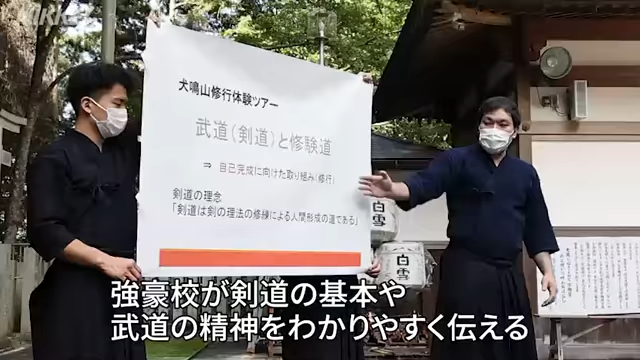 犬鳴山修行体験ツアー
武道(剣道)と修験道
⇒ 自己完成に向けた取り組み(修行)
剣道の理念
「剣道は剣の理法の修練による人間形成の道である」
白雪
白雪
強豪校が剣道の基本や
武道の精神をわかりやすく伝える